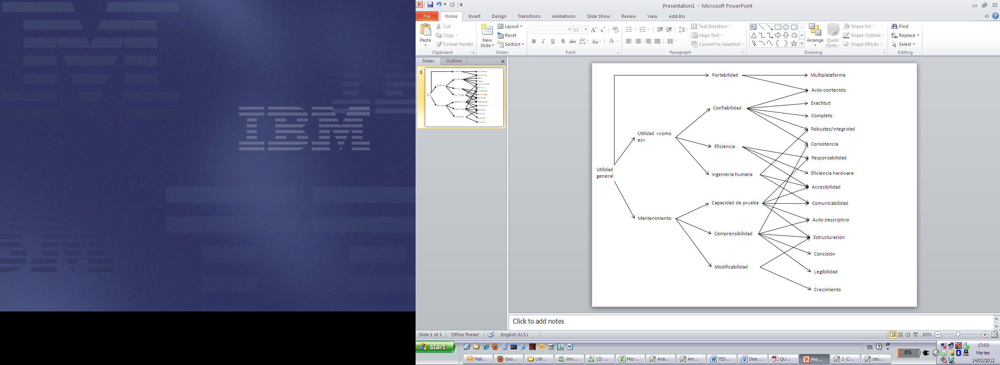 IBM
Presentation1 - Microsoft PowerPoint
File Home Insert Design Transitions Animations Slide Show Review View Add-Ins
Paste
Cut
Copy
Format Painter
Clipboard
New
Slide
Layout
Reset
Section
Slides
12
Font
Text Direction
Align Text
Convert to SmartArt
Paragraph
Arrange
Quick
Styles
Shape Fill
Shape Outline
Shape Effects
Drawing
Find
Replace
Select
Editing
Slides Outline
1
Utilidad
general
Utilidad «como
es»
Mantenimiento
Portabilidad
Confiabilidad
Eficiencia
Ingeniería humana
Capacidad de prueba
Comprensibilidad
Modificabilidad
Multiplataforma
Auto-contenido
Exactitud
Completo
Robustez/Integridad
Consistencia
Responsabilidad
Eficiencia hardware
Accesibilidad
Comunicabilidad
Auto-descriptivo
Estructuración
Concisión
Legibilidad
Crecimiento
Click to add notes
Slide 1 of 1 "Office Theme" English (U.S.) 83%
start ES 8% 17:03
Martes
14/02/2012
Mail... Goo... Utili... Win... (3) ... Micr... Aria... Am... TES... Dise... QU... Pre... J. C... ces...